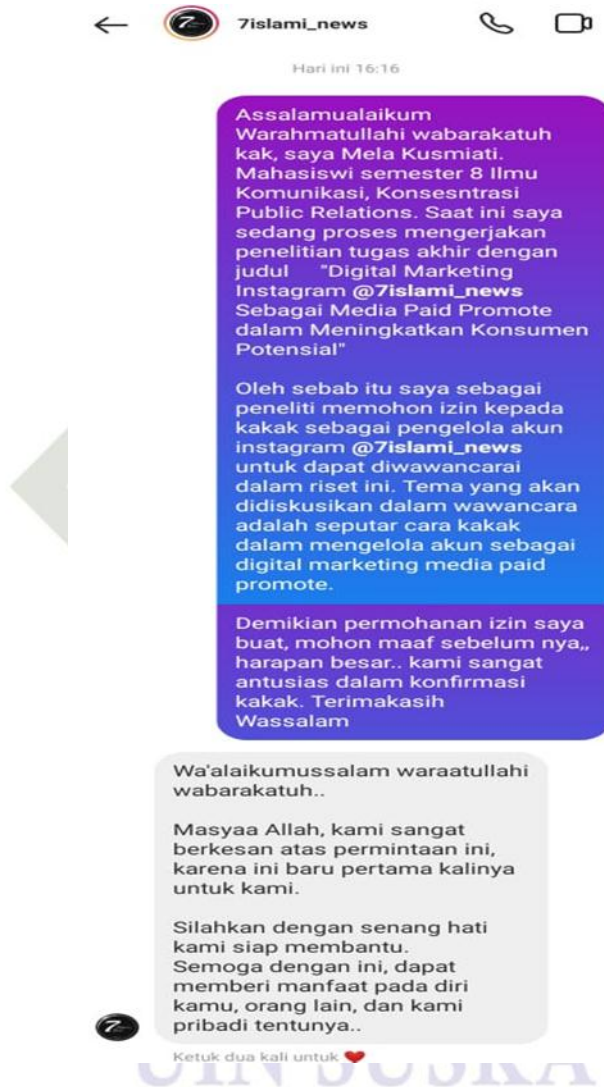 7islami_news
Hari ini 16:16
Assalamualaikum
Warahmatullahi wabarakatuh
kak, saya Mela Kusmiati.
Mahasiswi semester 8 Ilmu
Komunikasi, Konsesntrasi
Public Relations. Saat ini saya
sedang proses mengerjakan
penelitian tugas akhir dengan
judul "Digital Marketing
Instagram @7islami_news
Sebagai Media Paid Promote
dalam Meningkatkan Konsumen
Potensial"
Oleh sebab itu saya sebagai
peneliti memohon izin kepada
kakak sebagai pengelola akun
instagram @7islami_news
untuk dapat diwawancarai
dalam riset ini. Tema yang akan
didiskusikan dalam wawancara
adalah seputar cara kakak
dalam mengelola akun sebagai
digital marketing media paid
promote.
Demikian permohanan izin saya
buat, mohon maaf sebelum nya,,
harapan besar.. kami sangat
antusias dalam konfirmasi
kakak. Terimakasih
Wassalam
Wa'alaikumussalam waraatullahi
wabarakatuh..
Masyaa Allah, kami sangat
berkesan atas permintaan ini,
karena ini baru pertama kalinya
untuk kami.
Silahkan dengan senang hati
kami siap membantu.
Semoga dengan ini, dapat
memberi manfaat pada diri
kamu, orang lain, dan kami
pribadi tentunya..
7
Ketuk dua kali untuk ❤️
UIN SUSKA